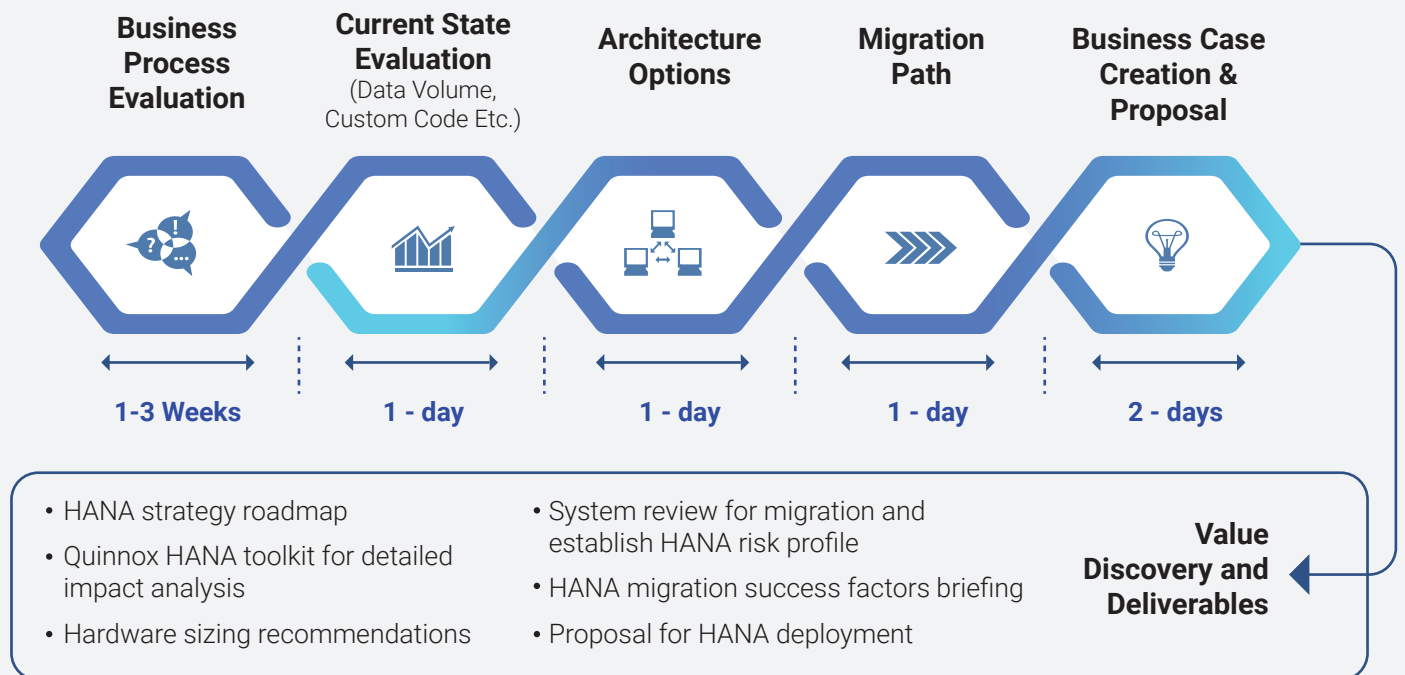 Business
Process
Evaluation
Current State
Evaluation
(Data Volume,
Custom Code Etc.)
Architecture
Options
Migration
Path
Business Case
Creation &
Proposal
?
!
...
1-3 Weeks
1 - day
1 - day
1 - day
2 - days
• HANA strategy roadmap
• Quinnox HANA toolkit for detailed
impact analysis
• Hardware sizing recommendations
• System review for migration and
establish HANA risk profile
• HANA migration success factors briefing
• Proposal for HANA deployment
Value
Discovery and
Deliverables